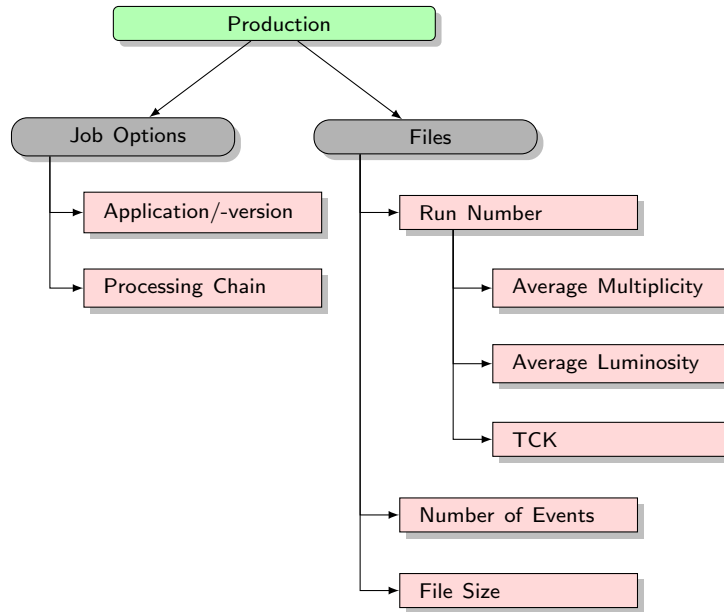 Production
Job Options
Files
Application/-version
Run Number
Processing Chain
Average Multiplicity
Average Luminosity
TCK
Number of Events
File Size